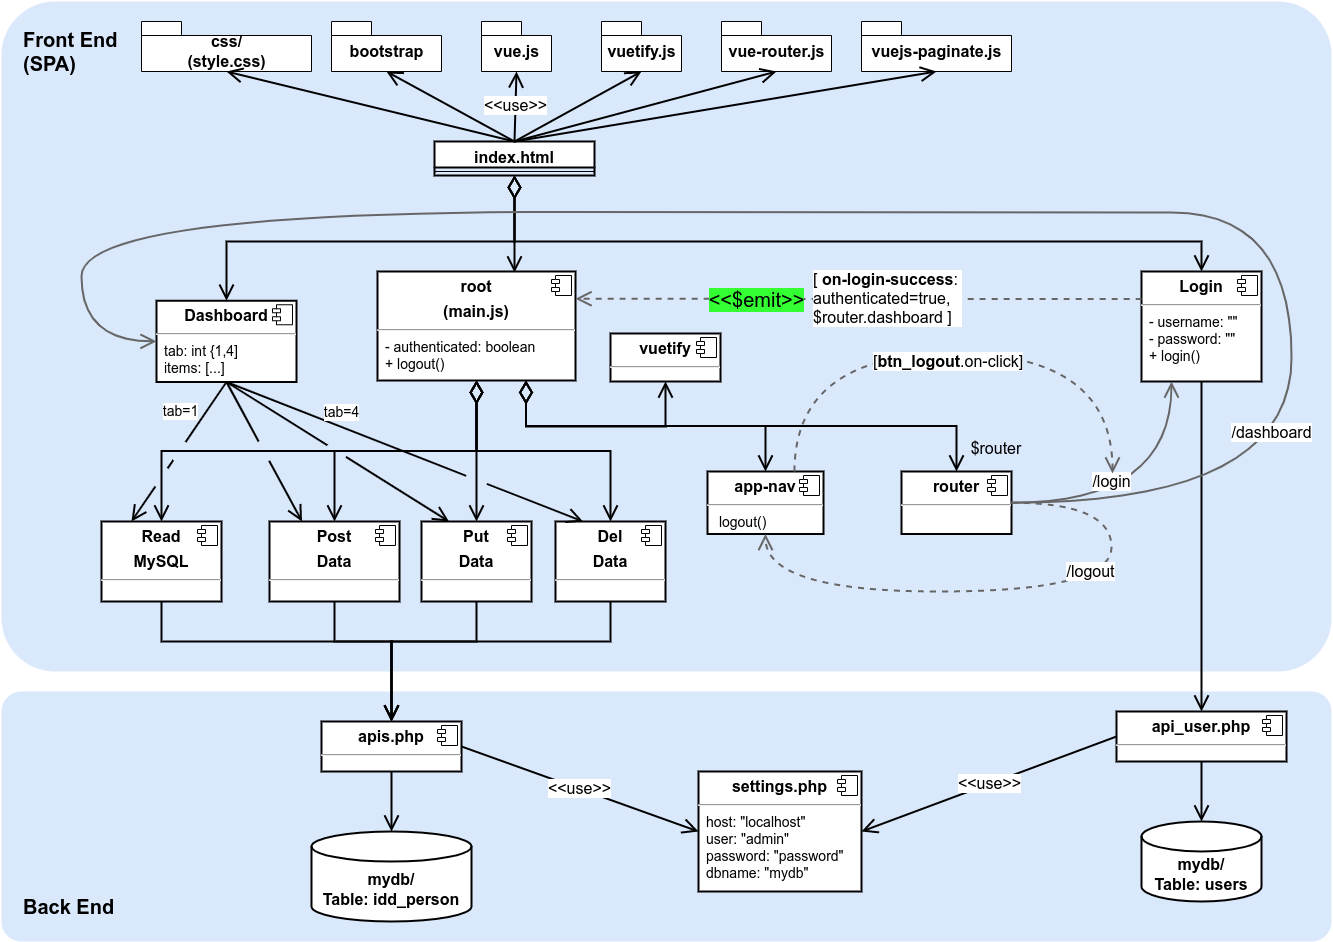 Front End
(SPA)
css/
(style.css)
bootstrap
vue.js
vuetify.js
vue-router.js
vuejs-paginate.js
<<use>>
index.html
Dashboard
tab: int {1,4}
items: [...]
root
(main.js)
- authenticated: boolean
+ logout()
<<$emit>>
[ on-login-success:
authenticated=true,
$router.dashboard ]
Login
- username: ""
- password: ""
+ login()
vuetify
[btn_logout.on-click]
tab=1
tab=4
/dashboard
$router
/login
app-nav
logout()
router
/logout
Read
MySQL
Post
Data
Put
Data
Del
Data
apis.php
api_user.php
<<use>>
<<use>>
settings.php
host: "localhost"
user: "admin"
password: "password"
dbname: "mydb"
mydb/
Table: idd_person
mydb/
Table: users
Back End